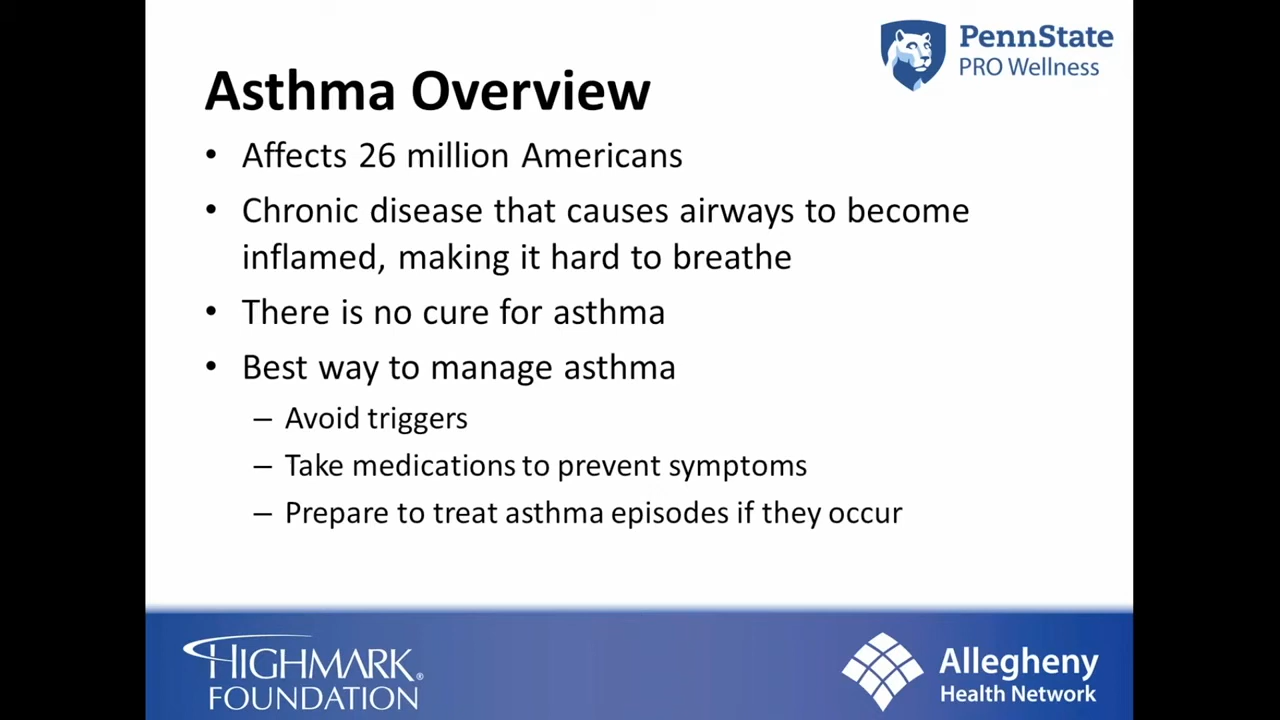 PennState
PRO Wellness
Asthma Overview
• Affects 26 million Americans
• Chronic disease that causes airways to become
inflamed, making it hard to breathe
• There is no cure for asthma
• Best way to manage asthma
– Avoid triggers
– Take medications to prevent symptoms
– Prepare to treat asthma episodes if they occur
HIGHMARK®
FOUNDATION
Allegheny
Health Network